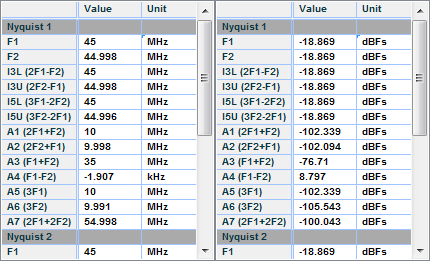 Value Unit
Nyquist 1
F1 45 MHz
F2 44.998 MHz
I3L (2F1-F2) 45 MHz
I3U (2F2-F1) 44.998 MHz
I5L (3F1-2F2) 45 MHz
I5U (3F2-2F1) 44.996 MHz
A1 (2F1+F2) 10 MHz
A2 (2F2+F1) 9.998 MHz
A3 (F1+F2) 35 MHz
A4 (F1-F2) -1.907 kHz
A5 (3F1) 10 MHz
A6 (3F2) 9.991 MHz
A7 (2F1+2F2) 54.998 MHz
Nyquist 2
F1 45 MHz
Value Unit
Nyquist 1
F1 -18.869 dBFs
F2 -18.869 dBFs
I3L (2F1-F2) -18.869 dBFs
I3U (2F2-F1) -18.869 dBFs
I5L (3F1-2F2) -18.869 dBFs
I5U (3F2-2F1) -18.869 dBFs
A1 (2F1+F2) -102.339 dBFs
A2 (2F2+F1) -102.094 dBFs
A3 (F1+F2) -76.71 dBFs
A4 (F1-F2) 8.797 dBFs
A5 (3F1) -102.339 dBFs
A6 (3F2) -105.543 dBFs
A7 (2F1+2F2) -100.043 dBFs
Nyquist 2
F1 -18.869 dBFs